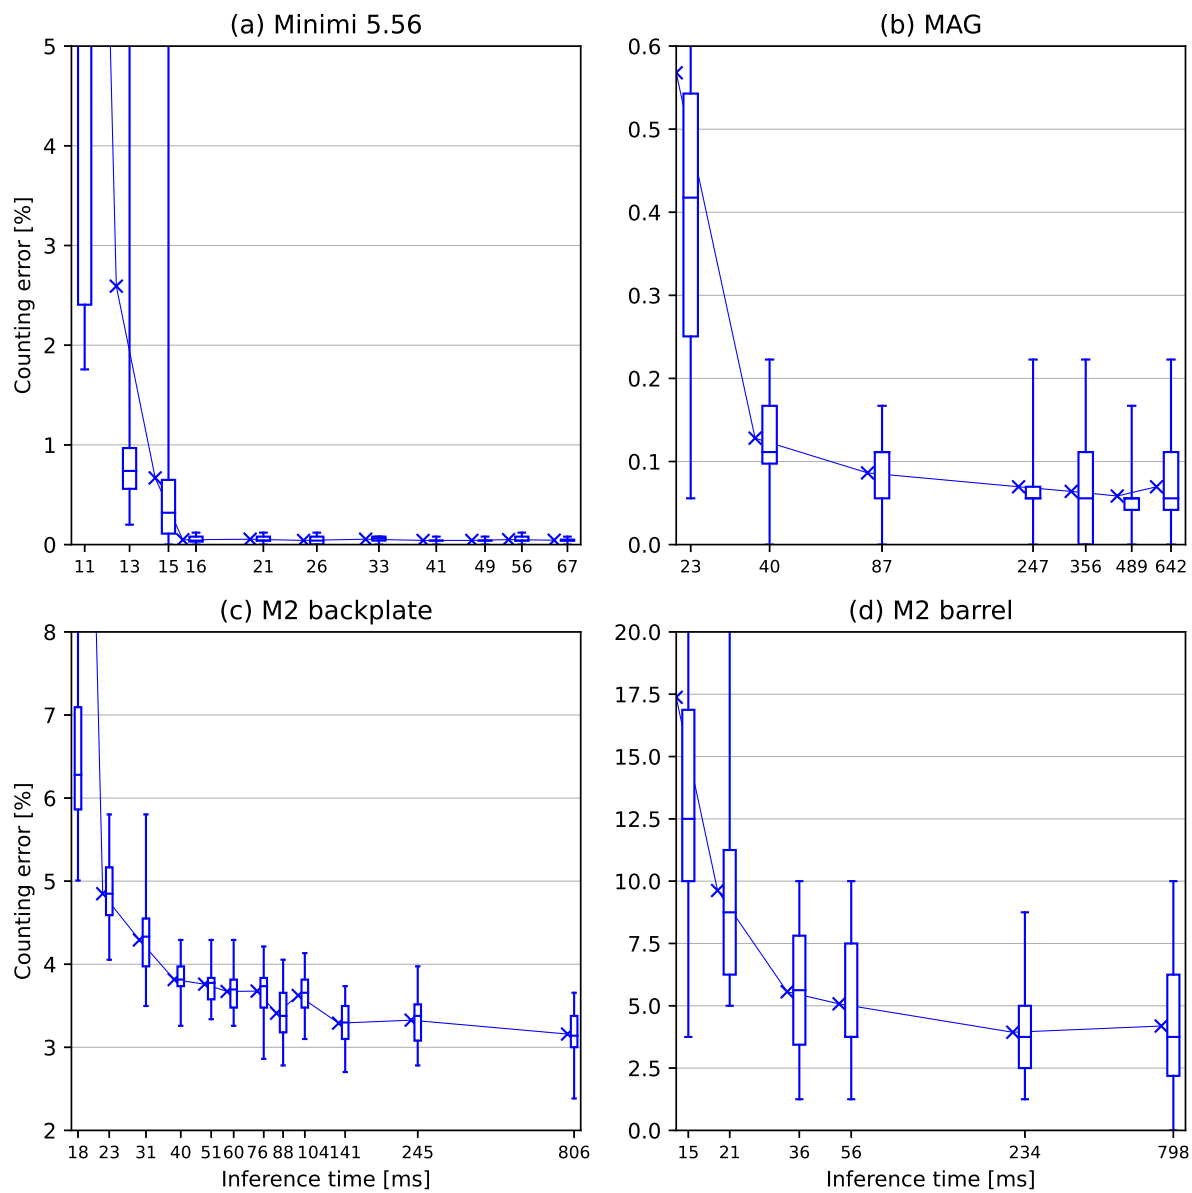 (a) Minimi 5.56
(b) MAG
Counting error [%]
5
4
3
2
1
0
11 13 15 16 21 26 33 41 49 56 67
0.6
0.5
0.4
0.3
0.2
0.1
0.0
23 40 87 247 356 489 642
(c) M2 backplate
(d) M2 barrel
Counting error [%]
8
7
6
5
4
3
2
18 23 31 40 51 60 76 88 104 141 245 806
Inference time [ms]
20.0
17.5
15.0
12.5
10.0
7.5
5.0
2.5
0.0
15 21 36 56 234 798
Inference time [ms]